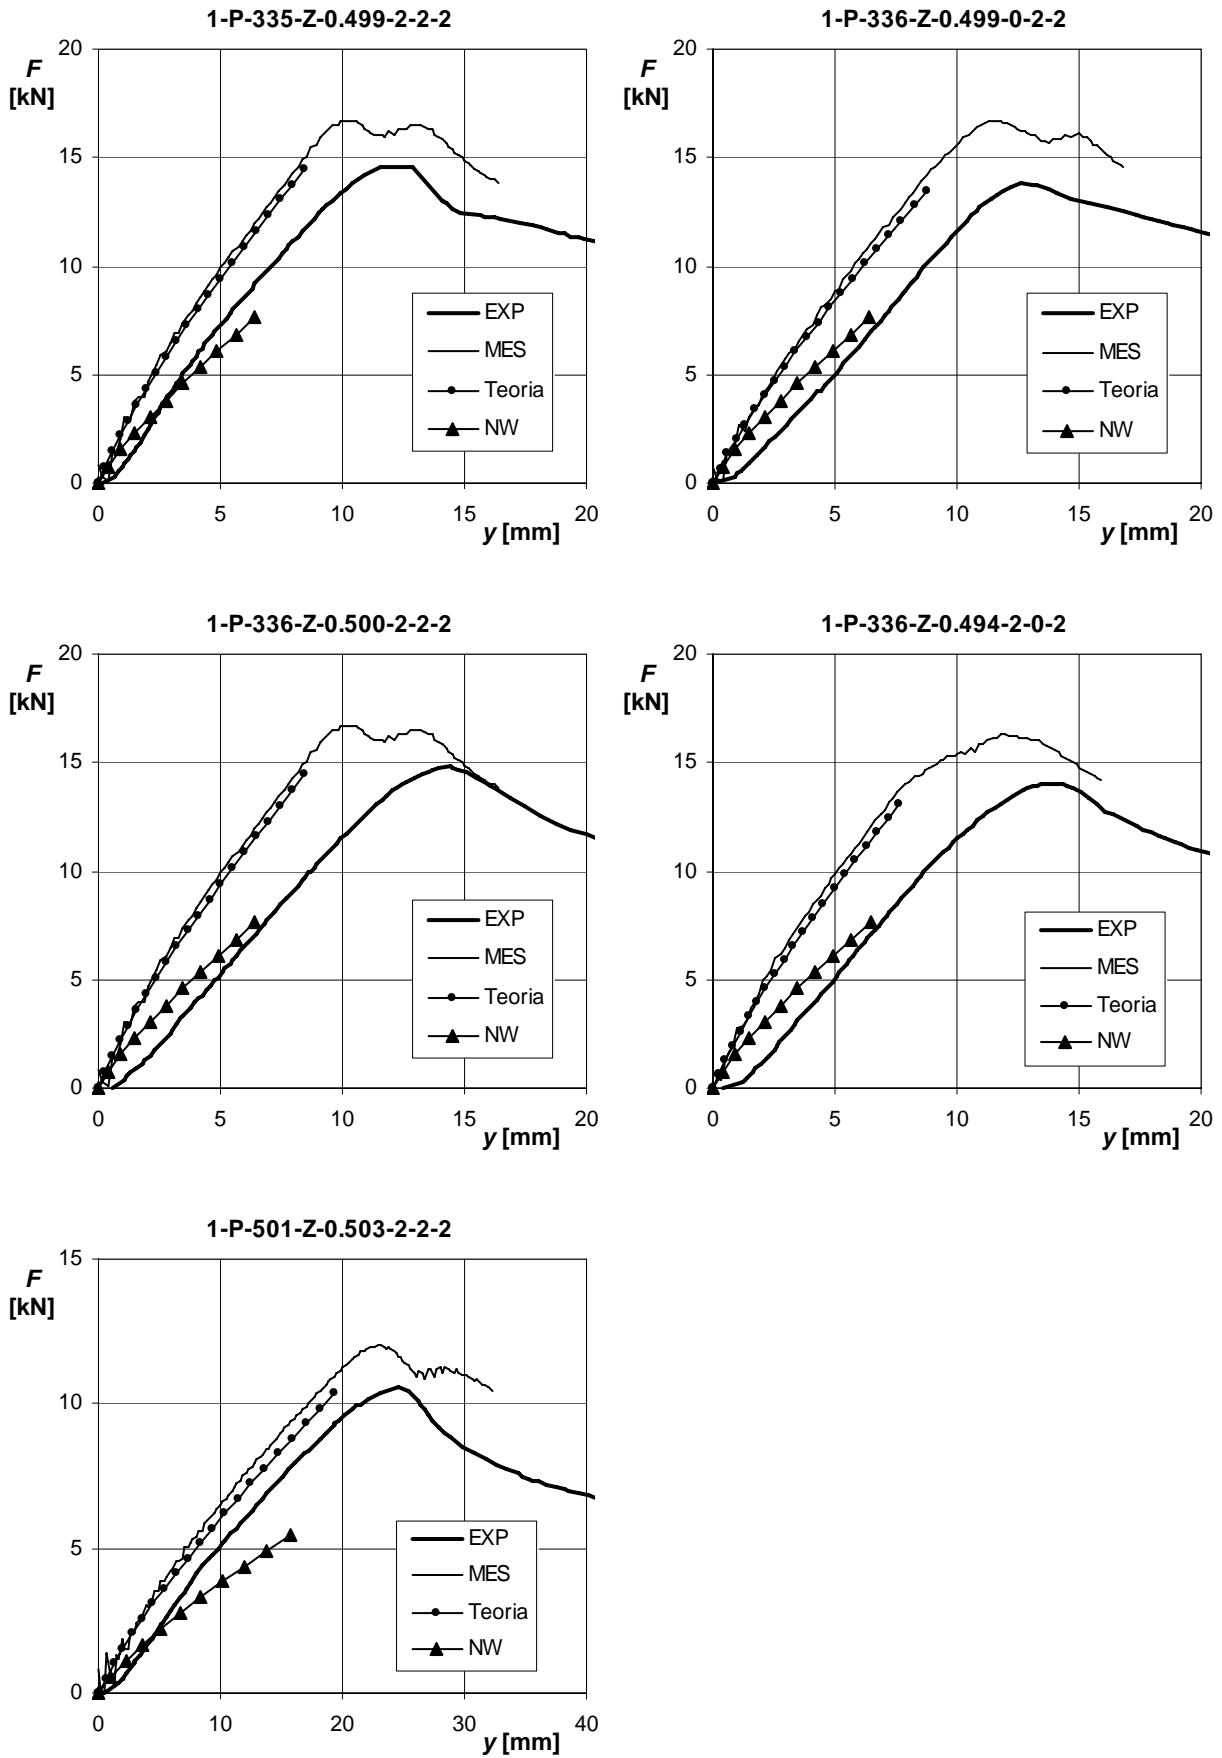 1-P-335-Z-0.499-2-2-2
F
[kN]
20
15
10
5
0
0 5 10 15 20
y [mm]
EXP
MES
Teoria
NW
1-P-336-Z-0.499-0-2-2
F
[kN]
20
15
10
5
0
0 5 10 15 20
y [mm]
EXP
MES
Teoria
NW
1-P-336-Z-0.500-2-2-2
F
[kN]
20
15
10
5
0
0 5 10 15 20
y [mm]
EXP
MES
Teoria
NW
1-P-336-Z-0.494-2-0-2
F
[kN]
20
15
10
5
0
0 5 10 15 20
y [mm]
EXP
MES
Teoria
NW
1-P-501-Z-0.503-2-2-2
F
[kN]
15
10
5
0
0 10 20 30 40
y [mm]
EXP
MES
Teoria
NW